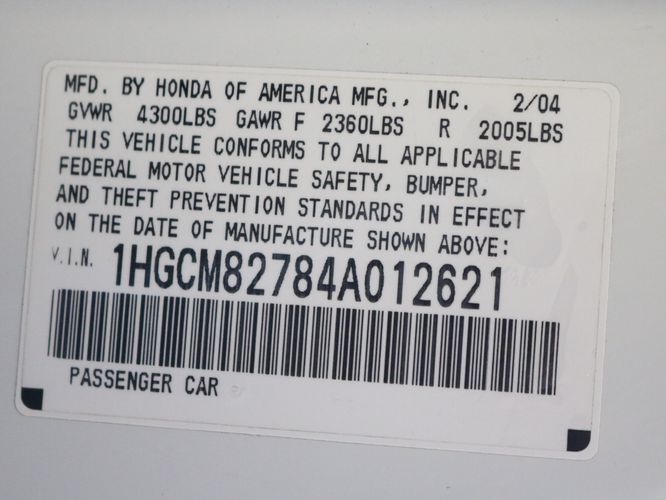 MFD. BY HONDA OF AMERICA MFG., INC. 2/04
GVWR 4300LBS GAWR F 2360LBS R 2005LBS
THIS VEHICLE CONFORMS TO ALL APPLICABLE
FEDERAL MOTOR VEHICLE SAFETY, BUMPER,
AND THEFT PREVENTION STANDARDS IN EFFECT
ON THE DATE OF MANUFACTURE SHOWN ABOVE:
V.I.N. 1HGCM82784A012621
PASSENGER CAR